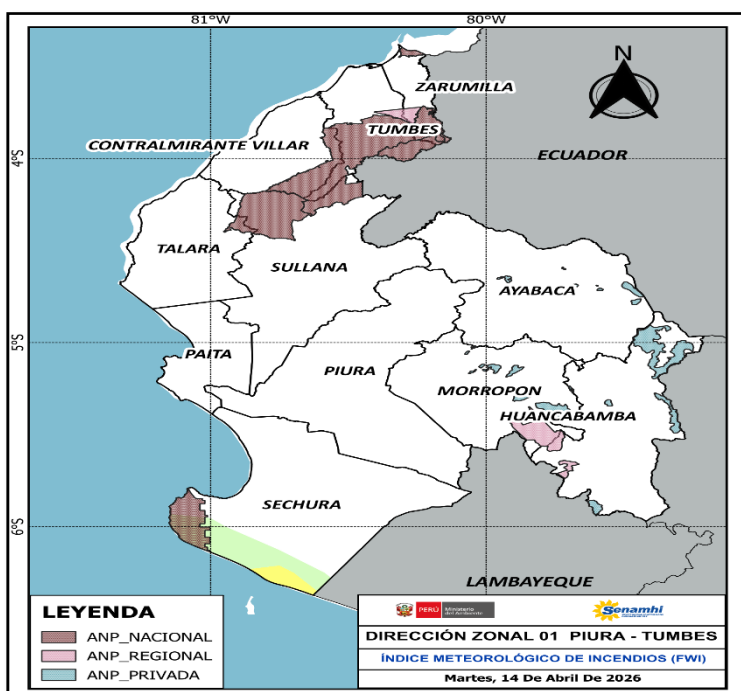 81°W 80°W
N
ZARUMILLA
TUMBES
CONTRALMIRANTE VILLAR
ECUADOR
4°S
TALARA
SULLANA
AYABACA
5°S
PAITA
PIURA
MORROPON
HUANCABAMBA
SECHURA
6°S
LAMBAYEQUE
LEYENDA
ANP_NACIONAL
ANP_REGIONAL
ANP_PRIVADA
PERÚ Ministerio del Ambiente
Senamhi
DIRECCIÓN ZONAL 01 PIURA - TUMBES
ÍNDICE METEOROLÓGICO DE INCENDIOS (FWI)
Martes, 14 De Abril De 2026